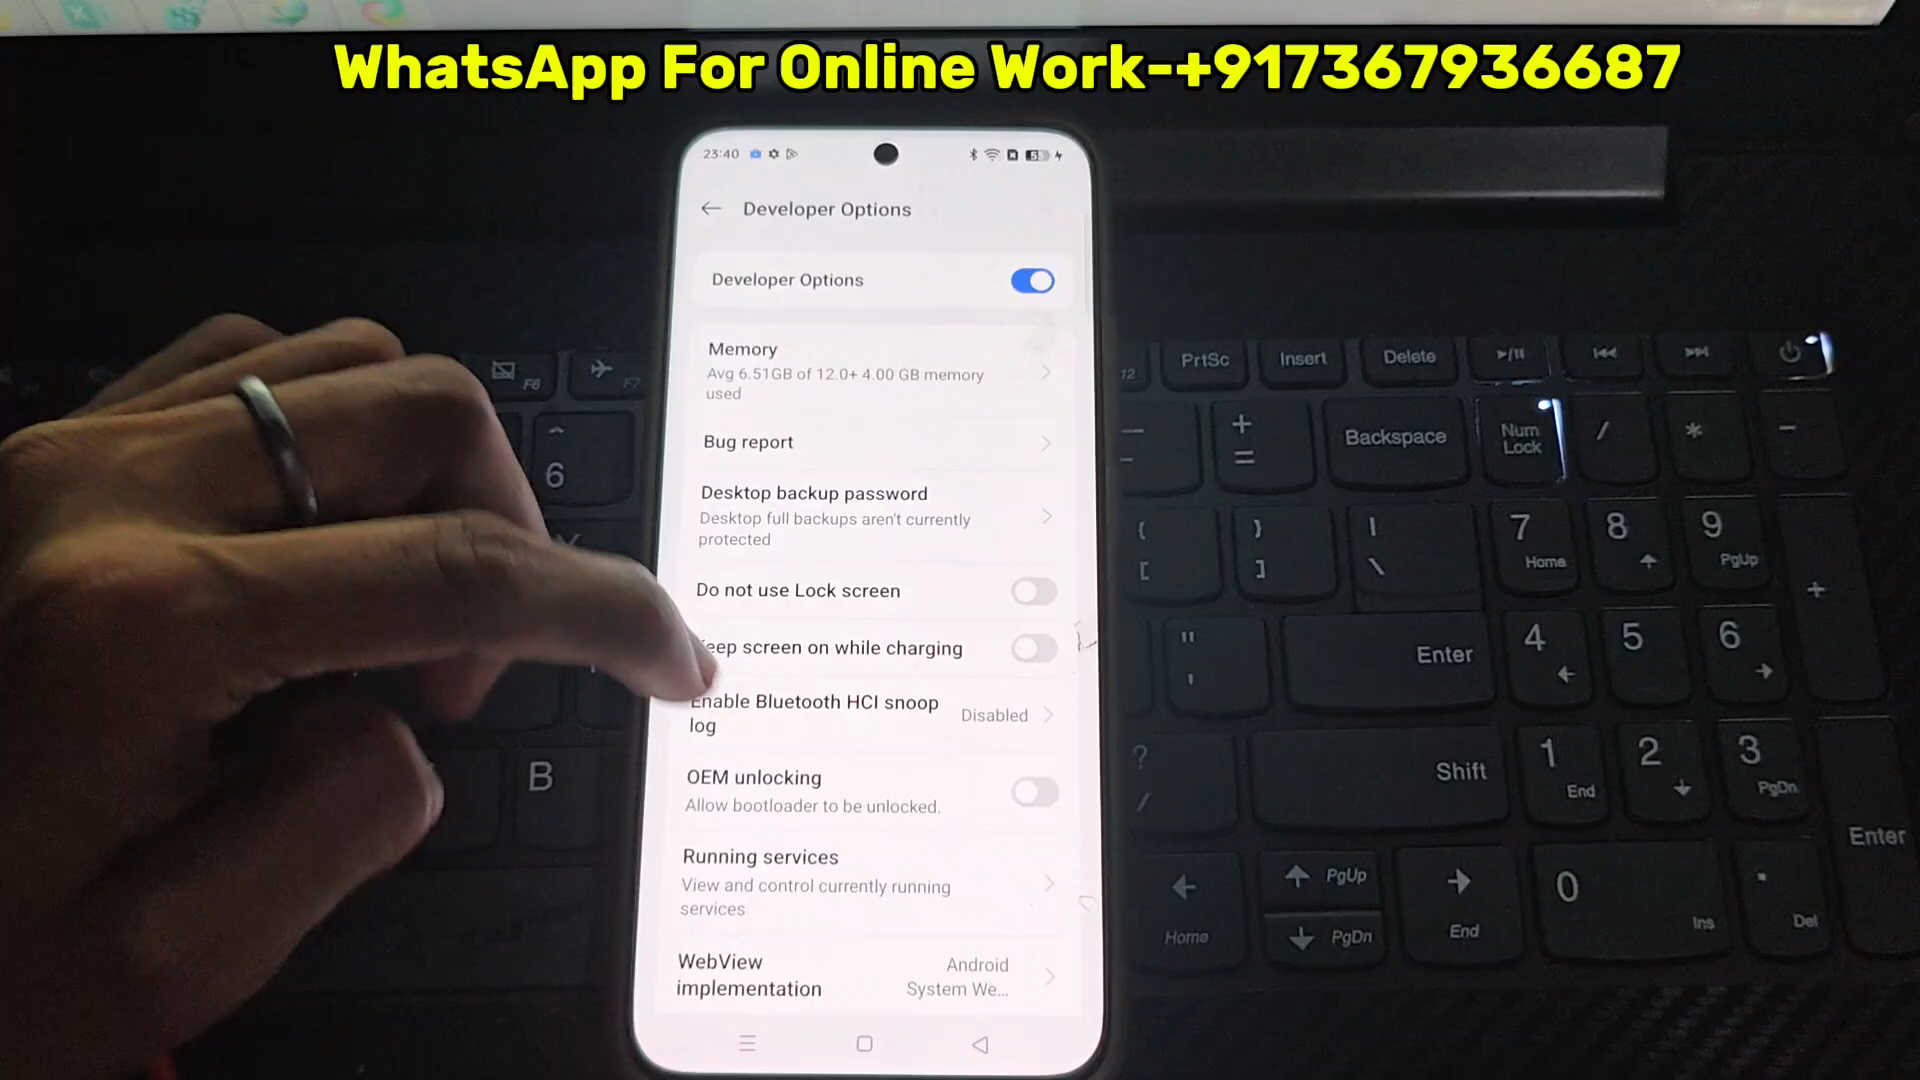 WhatsApp For Online Work-+917367936687
23:40
Developer Options
Developer Options
Memory
Avg 6.51GB of 12.0+ 4.00 GB memory
used
Bug report
Desktop backup password
Desktop full backups aren't currently
protected
Do not use Lock screen
eep screen on while charging
Enable Bluetooth HCI snoop
log
Disabled
OEM unlocking
Allow bootloader to be unlocked.
Running services
View and control currently running
services
WebView
implementation
Android
System We...
F6
F7
12
PrtSc
Insert
Delete
^
6
+
=
Backspace
Num
Lock
/
*
-
{
[
}
]
|
\
7
Home
8
9
PgUp
+
"
'
Enter
4
5
6
B
?
/
Shift
1
End
2
3
PgDn
Enter
Home
PgUp
PgDn
End
0
Ins
.
Del